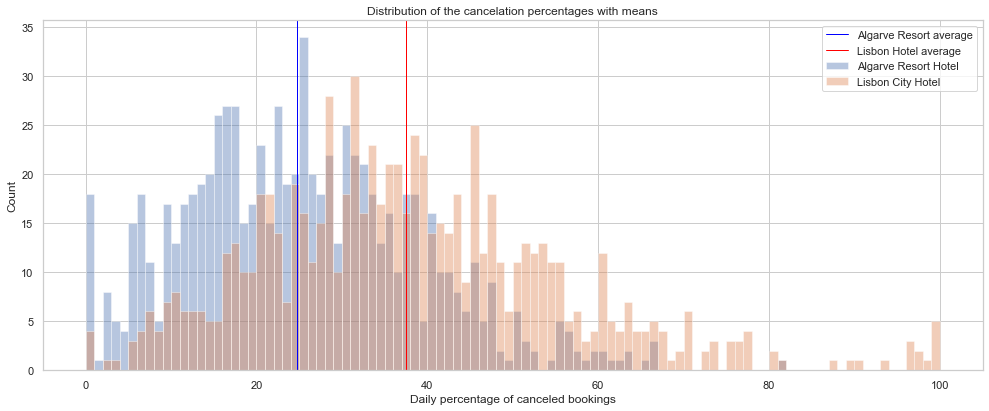 Distribution of the cancelation percentages with means
Algarve Resort average
Lisbon Hotel average
Algarve Resort Hotel
Lisbon City Hotel
Count
35
30
25
20
15
10
5
0
0 20 40 60 80 100
Daily percentage of canceled bookings